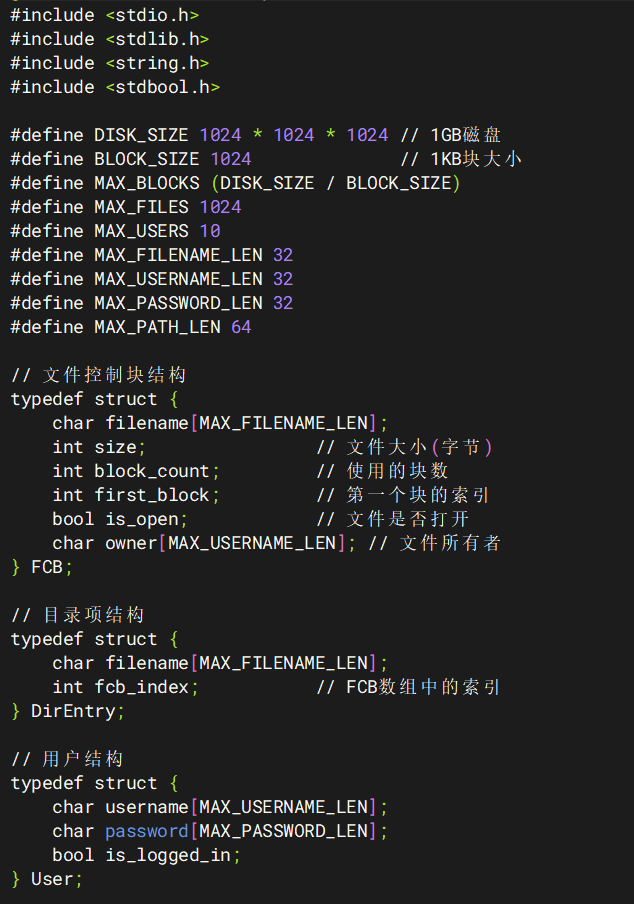 #include <stdio.h>
#include <stdlib.h>
#include <string.h>
#include <stdbool.h>

#define DISK_SIZE 1024 * 1024 * 1024 // 1GB磁盘
#define BLOCK_SIZE 1024              // 1KB块大小
#define MAX_BLOCKS (DISK_SIZE / BLOCK_SIZE)
#define MAX_FILES 1024
#define MAX_USERS 10
#define MAX_FILENAME_LEN 32
#define MAX_USERNAME_LEN 32
#define MAX_PASSWORD_LEN 32
#define MAX_PATH_LEN 64

// 文件控制块结构
typedef struct {
    char filename[MAX_FILENAME_LEN];
    int size;                // 文件大小(字节)
    int block_count;         // 使用的块数
    int first_block;         // 第一个块的索引
    bool is_open;            // 文件是否打开
    char owner[MAX_USERNAME_LEN]; // 文件所有者
} FCB;

// 目录项结构
typedef struct {
    char filename[MAX_FILENAME_LEN];
    int fcb_index;           // FCB数组中的索引
} DirEntry;

// 用户结构
typedef struct {
    char username[MAX_USERNAME_LEN];
    char password[MAX_PASSWORD_LEN];
    bool is_logged_in;
} User;